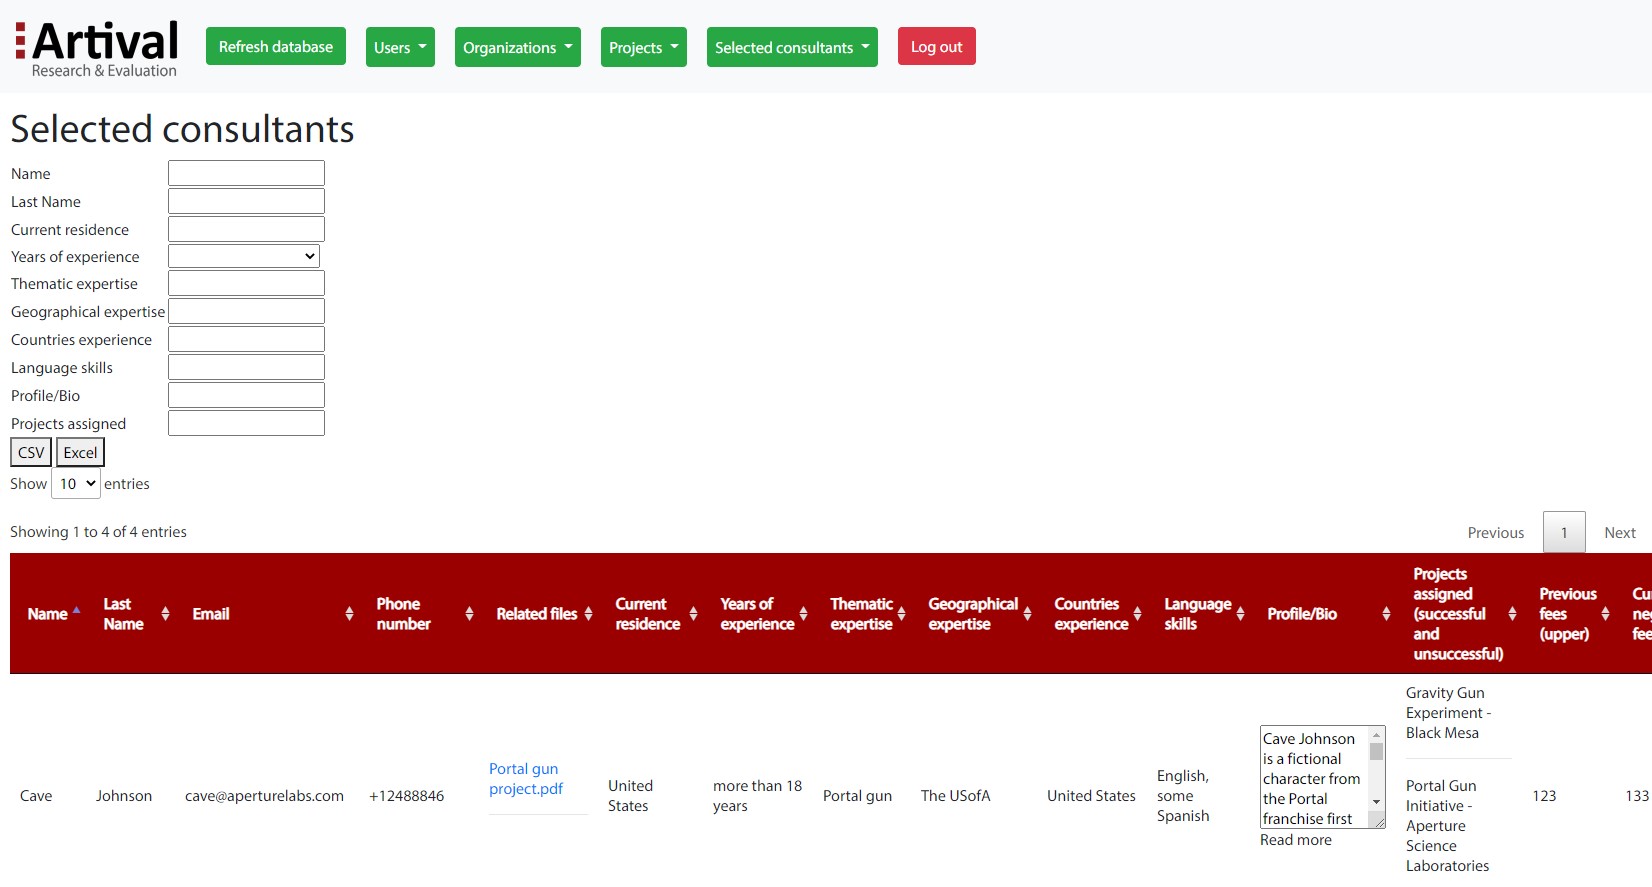 Artival
Research & Evaluation
Refresh database
Users
Organizations
Projects
Selected consultants
Log out
Selected consultants
Name
Last Name
Current residence
Years of experience
Thematic expertise
Geographical expertise
Countries experience
Language skills
Profile/Bio
Projects assigned
CSV Excel
Show 10 entries
Showing 1 to 4 of 4 entries
Previous 1 Next
Name
Last
Name
Email
Phone
number
Related files
Current
residence
Years of
experience
Thematic
expertise
Geographical
expertise
Countries
experience
Language
skills
Profile/Bio
Projects
assigned
(successful
and
unsuccessful)
Previous
fees
(upper)
Cave
Johnson
cave@aperturelabs.com
+12488846
Portal gun
project.pdf
United
States
more than 18
years
Portal gun
The USofA
United States
English,
some
Spanish
Cave Johnson
is a fictional
character from
the Portal
franchise first
Read more
Gravity Gun
Experiment -
Black Mesa
Portal Gun
Initiative -
Aperture
Science
Laboratories
123
133